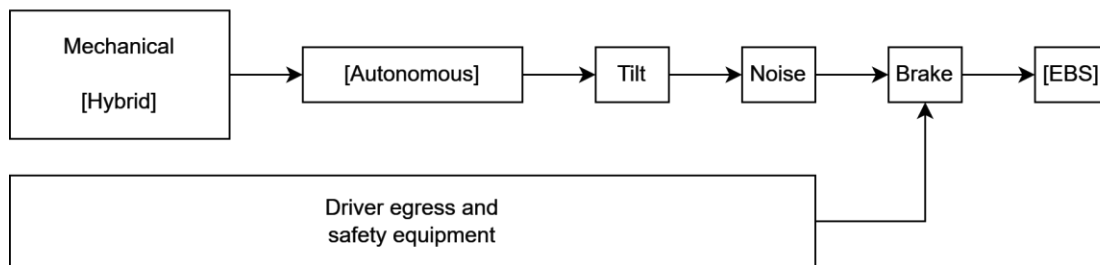 Mechanical
[Hybrid]
[Autonomous]
Tilt
Noise
Brake
[EBS]
Driver egress and
safety equipment